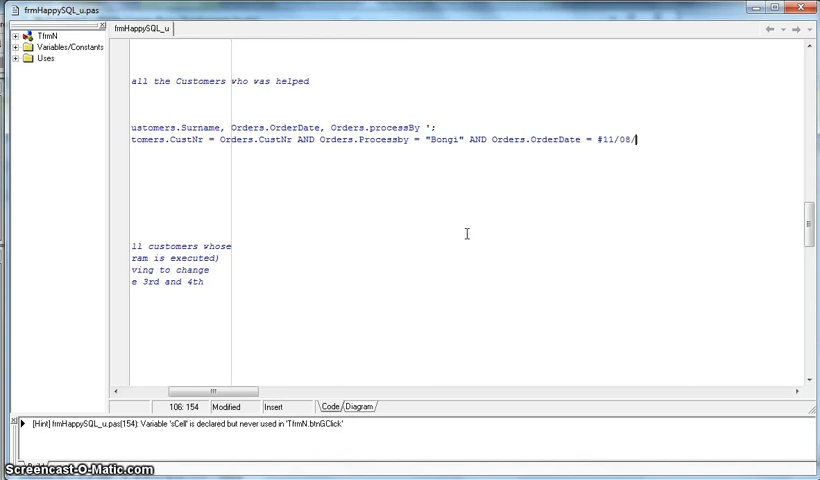 frmHappySQL_u.pas
frmHappySQL_u
TfrmN
Variables/Constants
Uses
all the Customers who was helped
ustomers.Surname, Orders.OrderDate, Orders.processBy ';
tomers.CustNr = Orders.CustNr AND Orders.Processby = "Bongi" AND Orders.OrderDate = #11/08/
ll customers whose
ram is executed)
ving to change
e 3rd and 4th
106: 154 Modified Insert Code Diagram
[Hint] frmHappySQL_u.pas(154): Variable 'sCell' is declared but never used in 'TfrmN.btnGClick'
Screencast-O-Matic.com